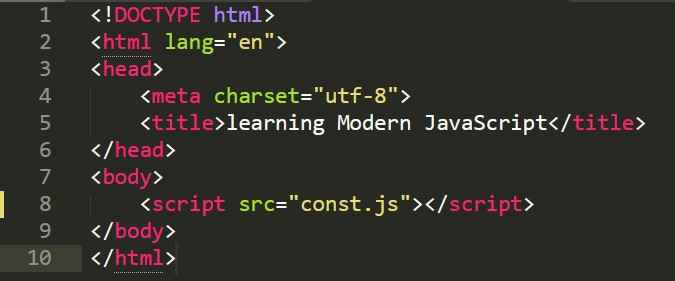 1 <!DOCTYPE html>
2 <html lang="en">
3 <head>
4     <meta charset="utf-8">
5     <title>learning Modern JavaScript</title>
6 </head>
7 <body>
8     <script src="const.js"></script>
9 </body>
10 </html>